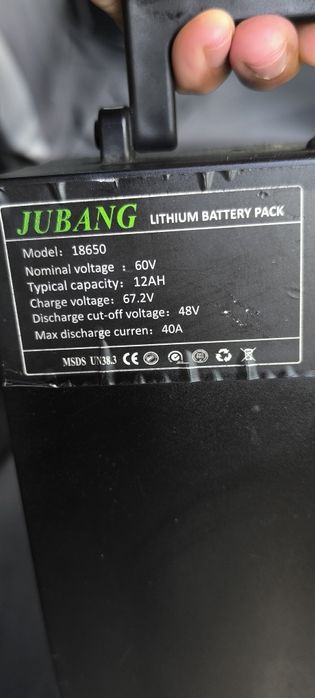 JUBANG LITHIUM BATTERY PACK
Model: 18650
Nominal voltage : 60V
Typical capacity: 12AH
Charge voltage: 67.2V
Discharge cut-off voltage: 48V
Max discharge curren: 40A
MSDS UN38.3 CE